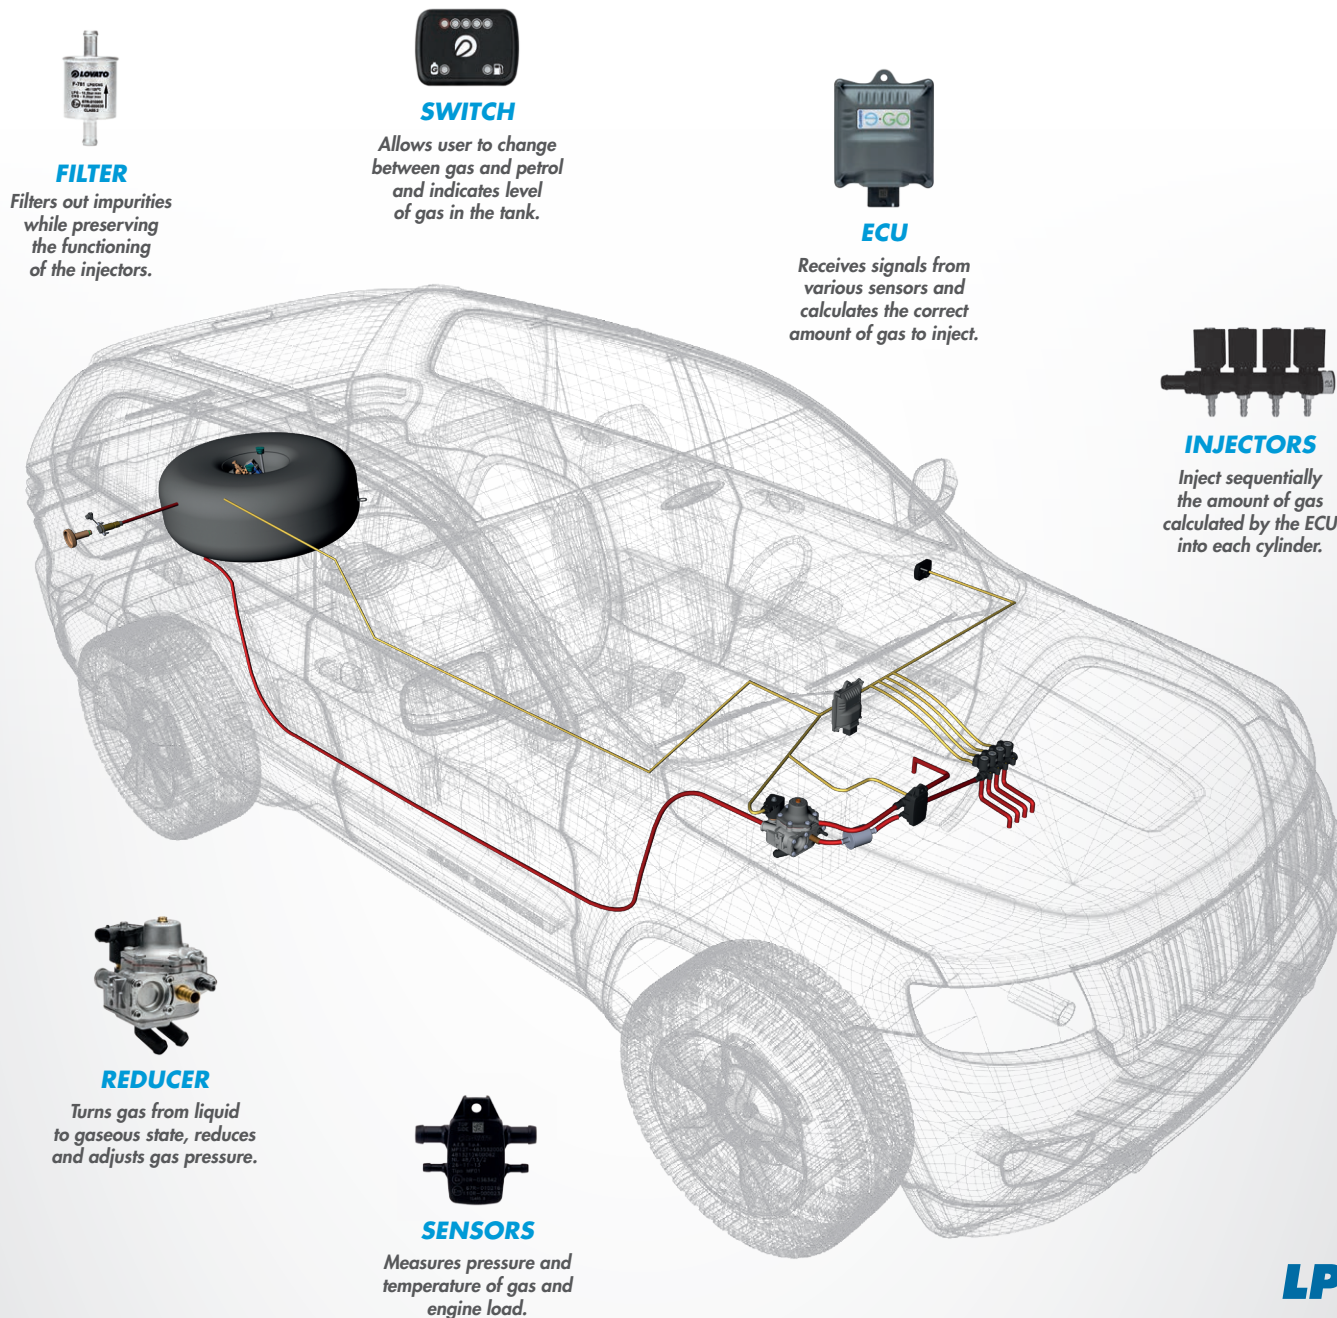 LOVATO
SWITCH
Allows user to change
between gas and petrol
and indicates level
of gas in the tank.
FILTER
Filters out impurities
while preserving
the functioning
of the injectors.
e-GO
ECU
Receives signals from
various sensors and
calculates the correct
amount of gas to inject.
INJECTORS
Inject sequentially
the amount of gas
calculated by the ECU
into each cylinder.
REDUCER
Turns gas from liquid
to gaseous state, reduces
and adjusts gas pressure.
SENSORS
Measures pressure and
temperature of gas and
engine load.
LP